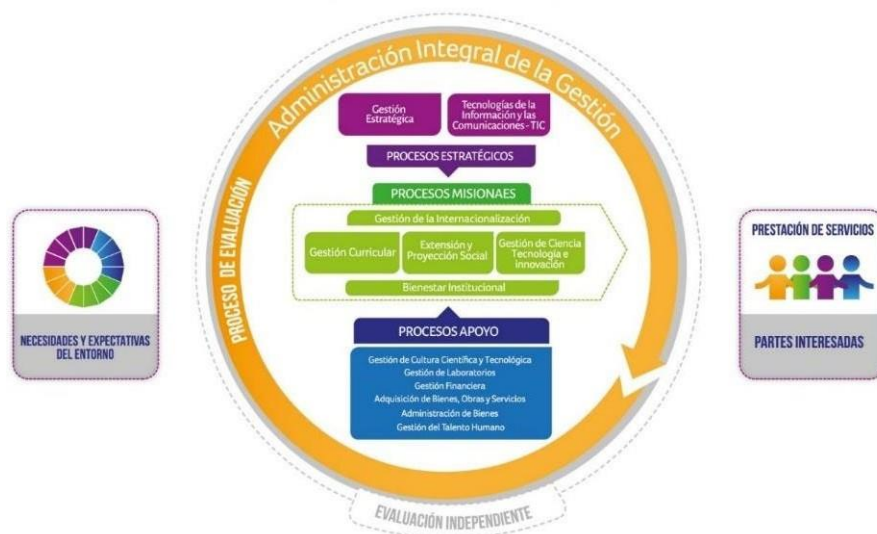 Administración Integral de la Gestión
PROCESO DE EVALUACIÓN
Gestión
Estratégica
Tecnologías de la
Información y las
Comunicaciones - TIC
PROCESOS ESTRATÉGICOS
PROCESOS MISIONAES
Gestión de la Internacionalización
Gestión Curricular
Extensión y
Proyección Social
Gestión de Ciencia
Tecnología e
innovación
Bienestar Institucional
PROCESOS APOYO
Gestión de Cultura Científica y Tecnológica
Gestión de Laboratorios
Gestión Financiera
Adquisición de Bienes, Obras y Servicios
Administración de Bienes
Gestión del Talento Humano
EVALUACIÓN INDEPENDIENTE
NECESIDADES Y EXPECTATIVAS
DEL ENTORNO
PRESTACIÓN DE SERVICIOS
PARTES INTERESADAS